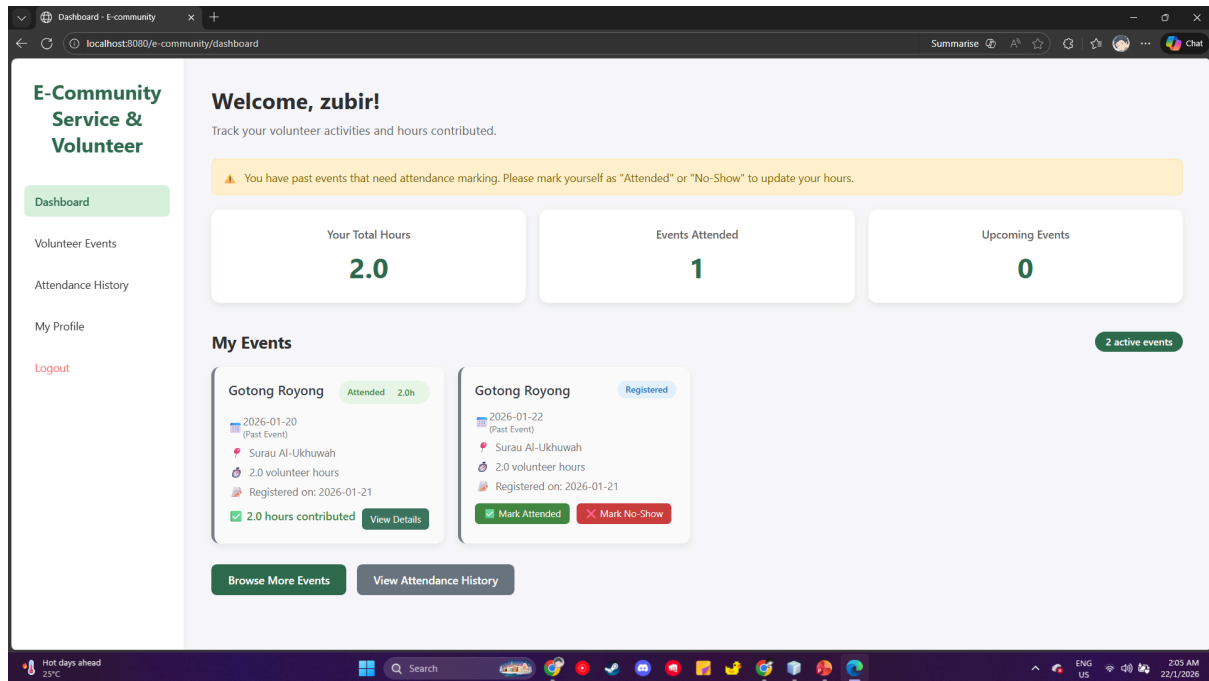 Dashboard - E-community
localhost:8080/e-community/dashboard
Summarise
Chat
E-Community
Service &
Volunteer
Dashboard
Volunteer Events
Attendance History
My Profile
Logout
Welcome, zubir!
Track your volunteer activities and hours contributed.
You have past events that need attendance marking. Please mark yourself as "Attended" or "No-Show" to update your hours.
Your Total Hours
2.0
Events Attended
1
Upcoming Events
0
My Events
2 active events
Gotong Royong
Attended 2.0h
2026-01-20
(Past Event)
Surau Al-Ukhuwah
2.0 volunteer hours
Registered on: 2026-01-21
2.0 hours contributed
View Details
Gotong Royong
Registered
2026-01-22
(Past Event)
Surau Al-Ukhuwah
2.0 volunteer hours
Registered on: 2026-01-21
Mark Attended
Mark No-Show
Browse More Events
View Attendance History
Hot days ahead
25°C
Search
ENG
US
2:05 AM
22/1/2026